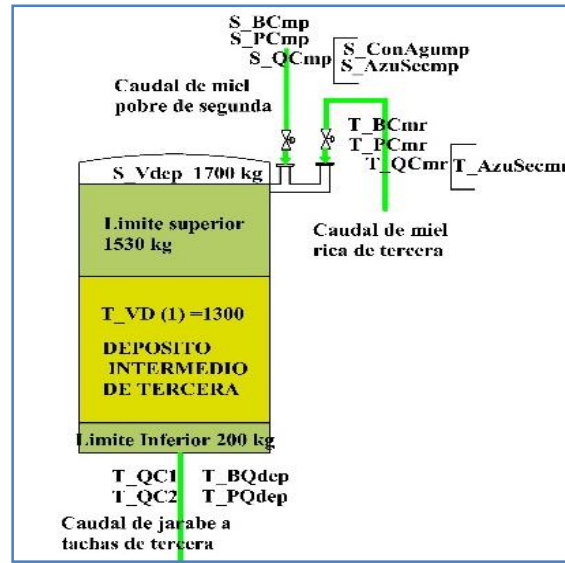 S_BCmp
S_PCmp
S_QCmp
S_ConAgump
S_AzuSecmp
Caudal de miel
pobre de segunda
T_BCmr
T_PCmr
T_QCmr
T_AzuSecmr
S_Vdep 1700 kg
Limite superior
1530 kg
Caudal de miel
rica de tercera
T_VD (1) =1300
DEPOSITO
INTERMEDIO
DE TERCERA
Limite Inferior 200 kg
T_QC1 T_BQdep
T_QC2 T_PQdep
Caudal de jarabe a
tachas de tercera